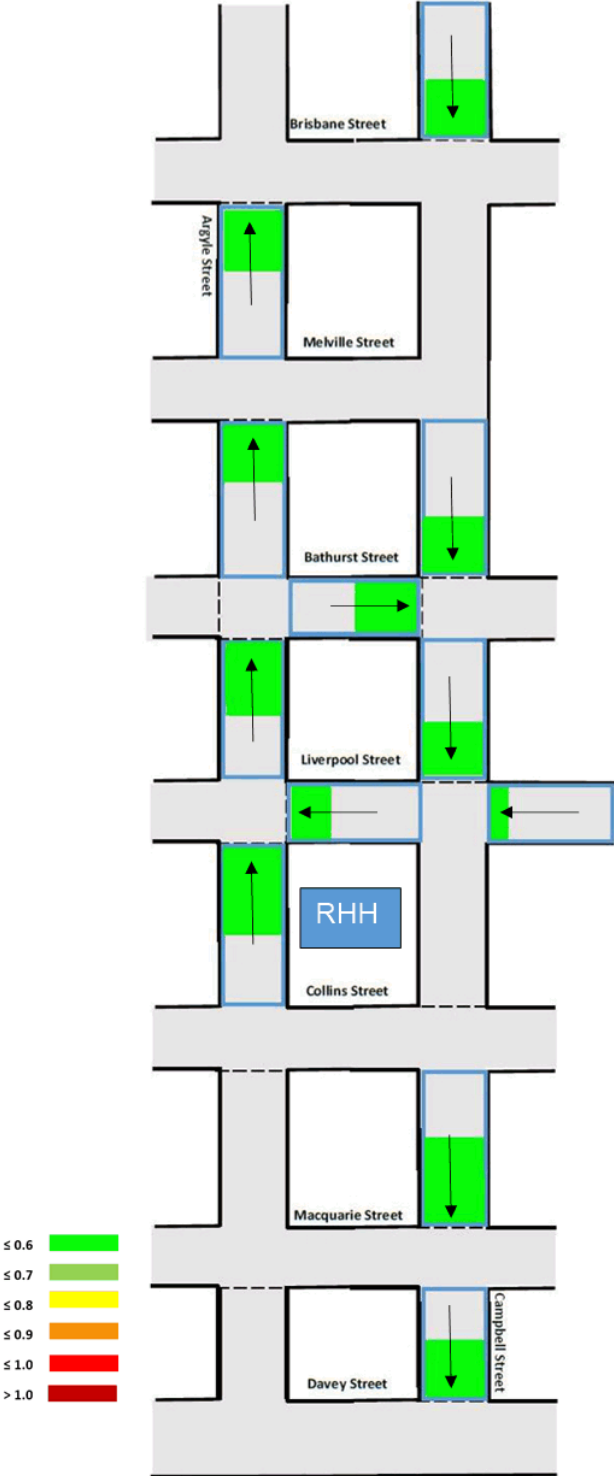 Brisbane Street
Argyle Street
Melville Street
Bathurst Street
Liverpool Street
RHH
Collins Street
Macquarie Street
Campbell Street
Davey Street
≤ 0.6
≤ 0.7
≤ 0.8
≤ 0.9
≤ 1.0
> 1.0